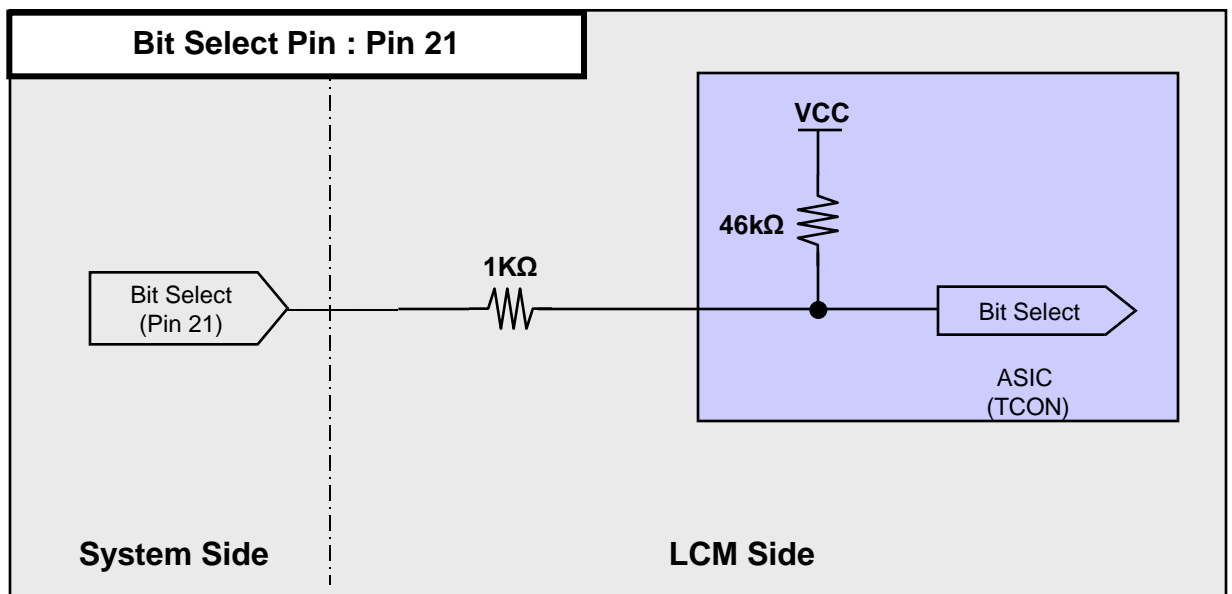 Bit Select Pin : Pin 21
VCC
46kΩ
1KΩ
Bit Select
(Pin 21)
Bit Select
ASIC
(TCON)
System Side
LCM Side